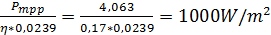 P_mpp / η*0,0239 = 4,063 / 0,17*0,0239 = 1000W/m²